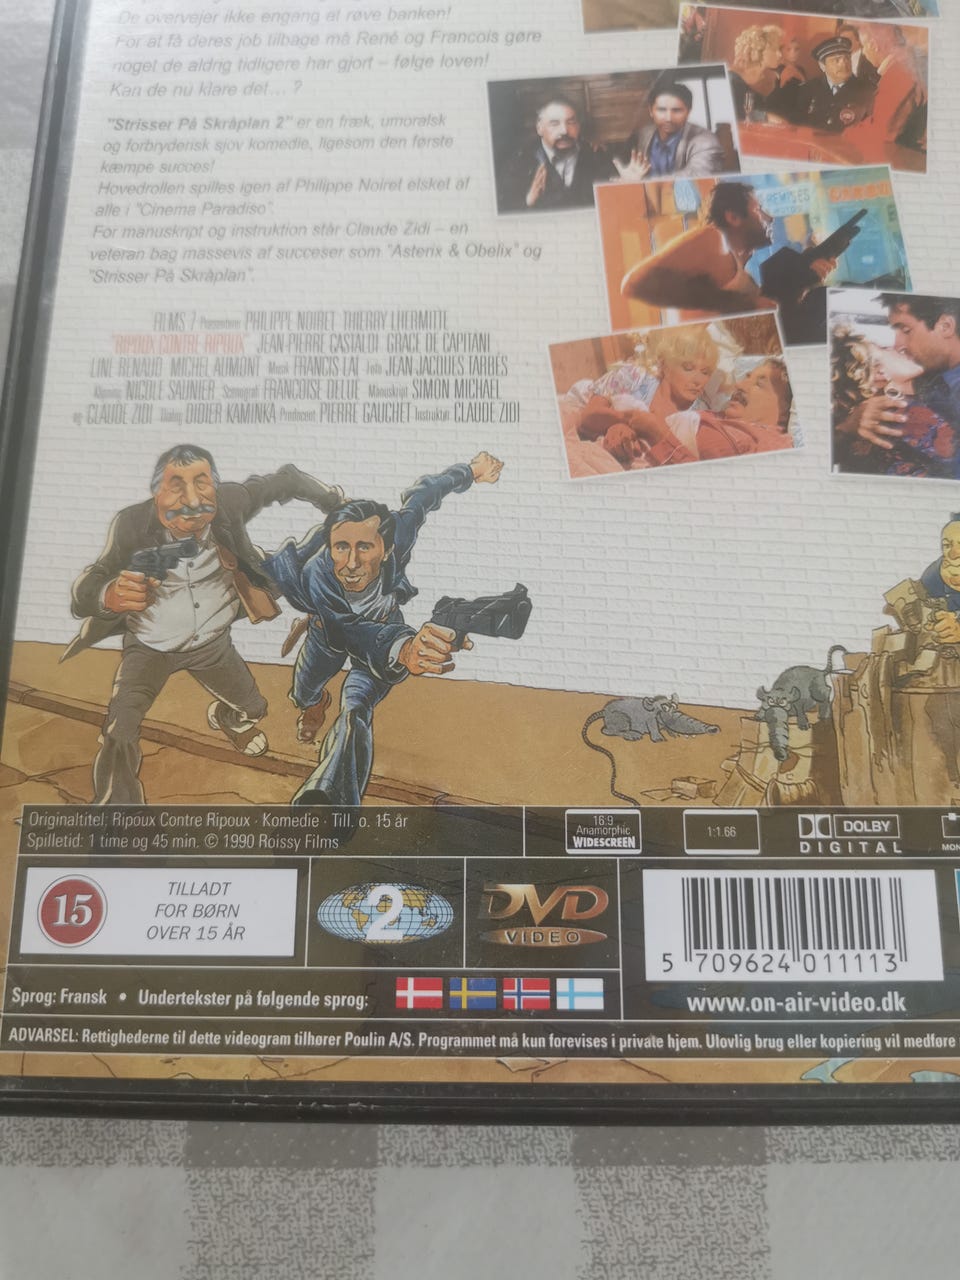 De overvejer ikke engang at røve banken!
For at få deres job tilbage må René og Francois gøre
noget de aldrig tidligere har gjort – følge loven!
Kan de nu klare det... ?
"Strisser På Skråplan 2" er en fræk, umoralsk
og forbryderisk sjov komedie, ligesom den første
kæmpe succes!
Hovedrollen spilles igen af Philippe Noiret elsket af
alle i "Cinema Paradiso".
For manuskript og instruktion står Claude Zidi – en
veteran bag massevis af succeser som "Asterix & Obelix" og
"Strisser På Skråplan".
FILMS 7 Præsenterer PHILIPPE NOIRET THIERRY LHERMITTE
"RIPOUX CONTRE RIPOUX" JEAN-PIERRE CASTALDI GRACE DE CAPITANI
LINE RENAUD MICHEL AUMONT Musik FRANCIS LAI Foto JEAN JACQUES TARBÈS
Klipning NICOLE SAUNIER Scenografi FRANÇOISE DELDE Manuskript SIMON MICHAEL
og CLAUDE ZIDI Dialog DIDIER KAMINKA Producent PIERRE GAUCHET Instruktør CLAUDE ZIDI
Originaltitel: Ripoux Contre Ripoux · Komedie · Till. o. 15 år
Spilletid: 1 time og 45 min. © 1990 Roissy Films
16:9
Anamorphic
WIDESCREEN
1:1.66
DOLBY
DIGITAL
15
TILLADT
FOR BØRN
OVER 15 ÅR
2
DVD
VIDEO
5 709624 011113
www.on-air-video.dk
Sprog: Fransk • Undertekster på følgende sprog:
ADVARSEL: Rettighederne til dette videogram tilhører Poulin A/S. Programmet må kun forevises i private hjem. Ulovlig brug eller kopiering vil medføre